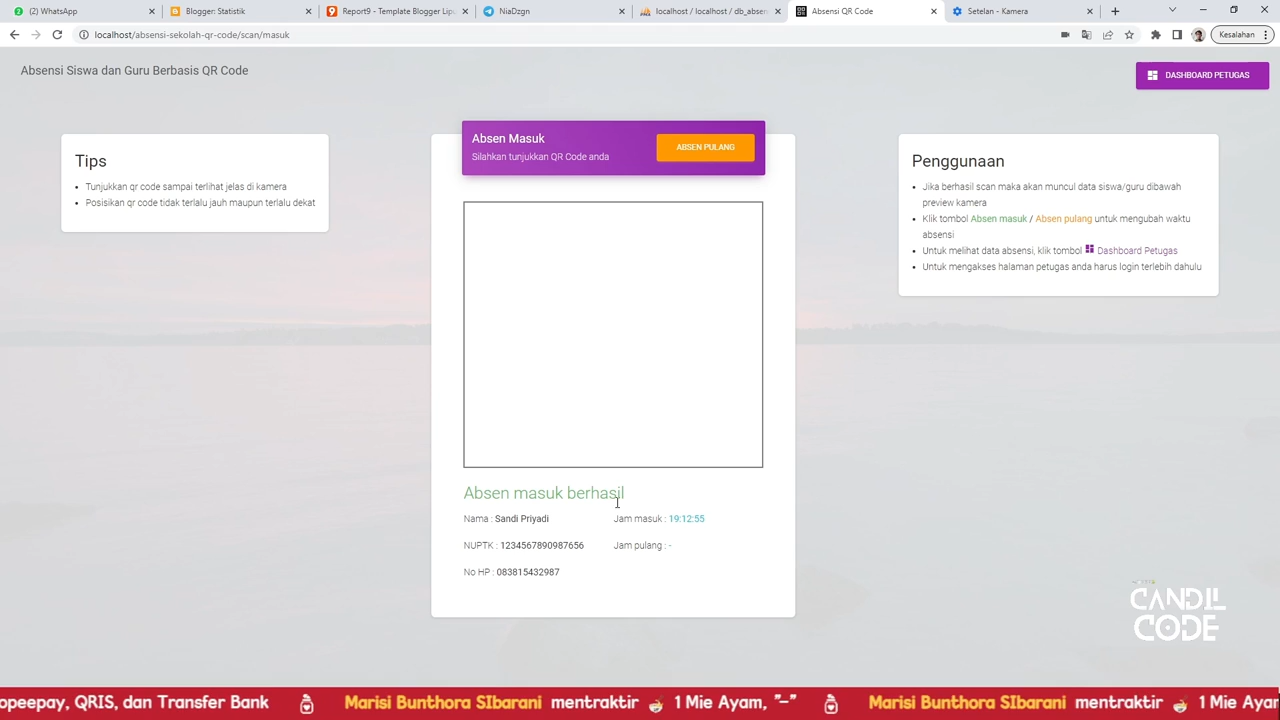 (2) WhatsApp
Blogger: Statistik
Report9 - Template Blogger Lipu
NiaDzgn
localhost / localhost / db_absen
Absensi QR Code
Setelan - Kamera
localhost/absensi-sekolah-qr-code/scan/masuk
Kesalahan
Absensi Siswa dan Guru Berbasis QR Code
DASHBOARD PETUGAS
Tips
Tunjukkan qr code sampai terlihat jelas di kamera
Posisikan qr code tidak terlalu jauh maupun terlalu dekat
Absen Masuk
Silahkan tunjukkan QR Code anda
ABSEN PULANG
Absen masuk berhasil
Nama : Sandi Priyadi
Jam masuk : 19:12:55
NUPTK : 1234567890987656
Jam pulang : -
No HP : 083815432987
Penggunaan
Jika berhasil scan maka akan muncul data siswa/guru dibawah
preview kamera
Klik tombol Absen masuk / Absen pulang untuk mengubah waktu
absensi
Untuk melihat data absensi, klik tombol Dashboard Petugas
Untuk mengakses halaman petugas anda harus login terlebih dahulu
CANDIL
CODE
opeepay, QRIS, dan Transfer Bank Marisi Bunthora SIbarani mentraktir 1 Mie Ayam, "-" Marisi Bunthora SIbarani mentraktir 1 Mie Ayar